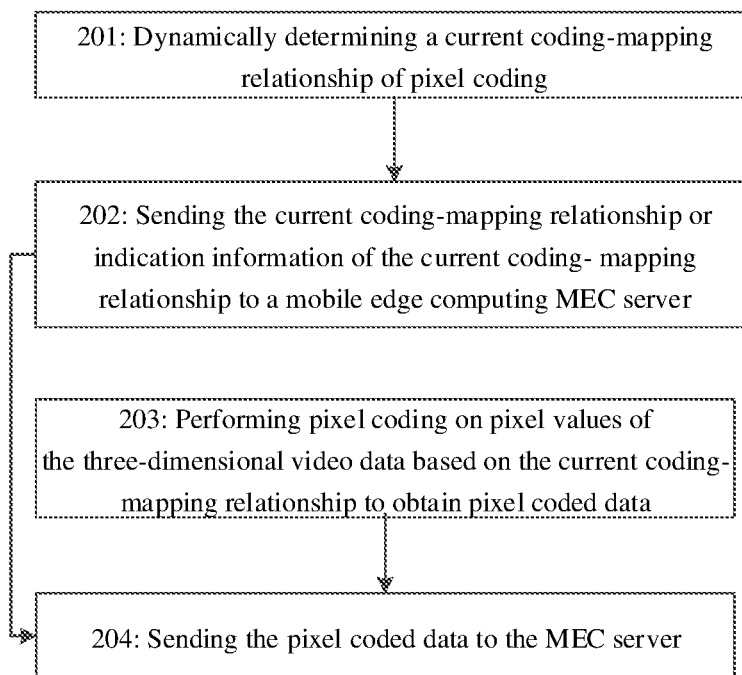 201: Dynamically determining a current coding-mapping
relationship of pixel coding
202: Sending the current coding-mapping relationship or
indication information of the current coding- mapping
relationship to a mobile edge computing MEC server
203: Performing pixel coding on pixel values of
the three-dimensional video data based on the current coding-
mapping relationship to obtain pixel coded data
204: Sending the pixel coded data to the MEC server